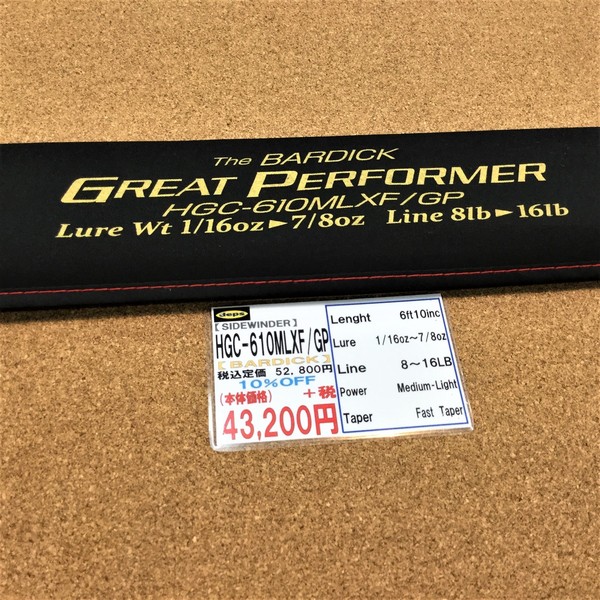 The BARDICK
GREAT PERFORMER
HGC-610MLXF/GP
Lure Wt 1/16oz►7/8oz Line 8lb►16lb
deps
[SIDEWINDER]
HGC-610MLXF/GP
[BARDICK]
税込定価 52,800円
10%OFF
(本体価格) +税
43,200円
Lenght 6ft10inc
Lure 1/16oz~7/8oz
Line 8~16LB
Power Medium-Light
Taper Fast Taper